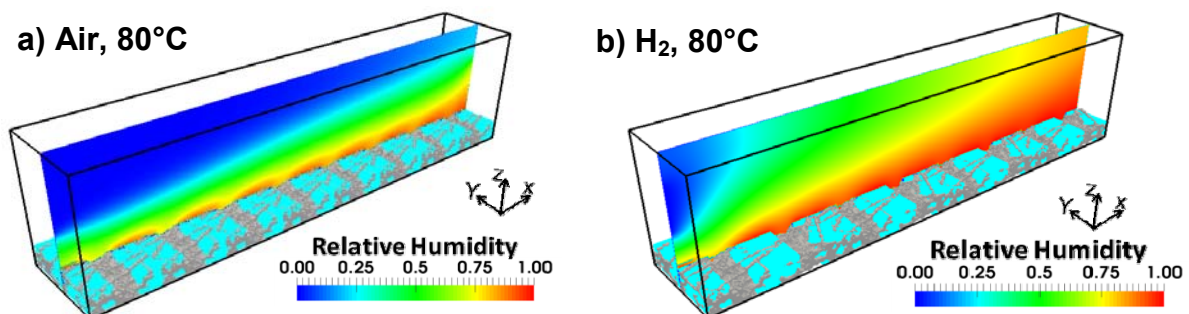 a) Air, 80°C
Z
Y X
Relative Humidity
0.00 0.25 0.5 0.75 1.00
b) H₂, 80°C
Z
Y X
Relative Humidity
0.00 0.25 0.5 0.75 1.00